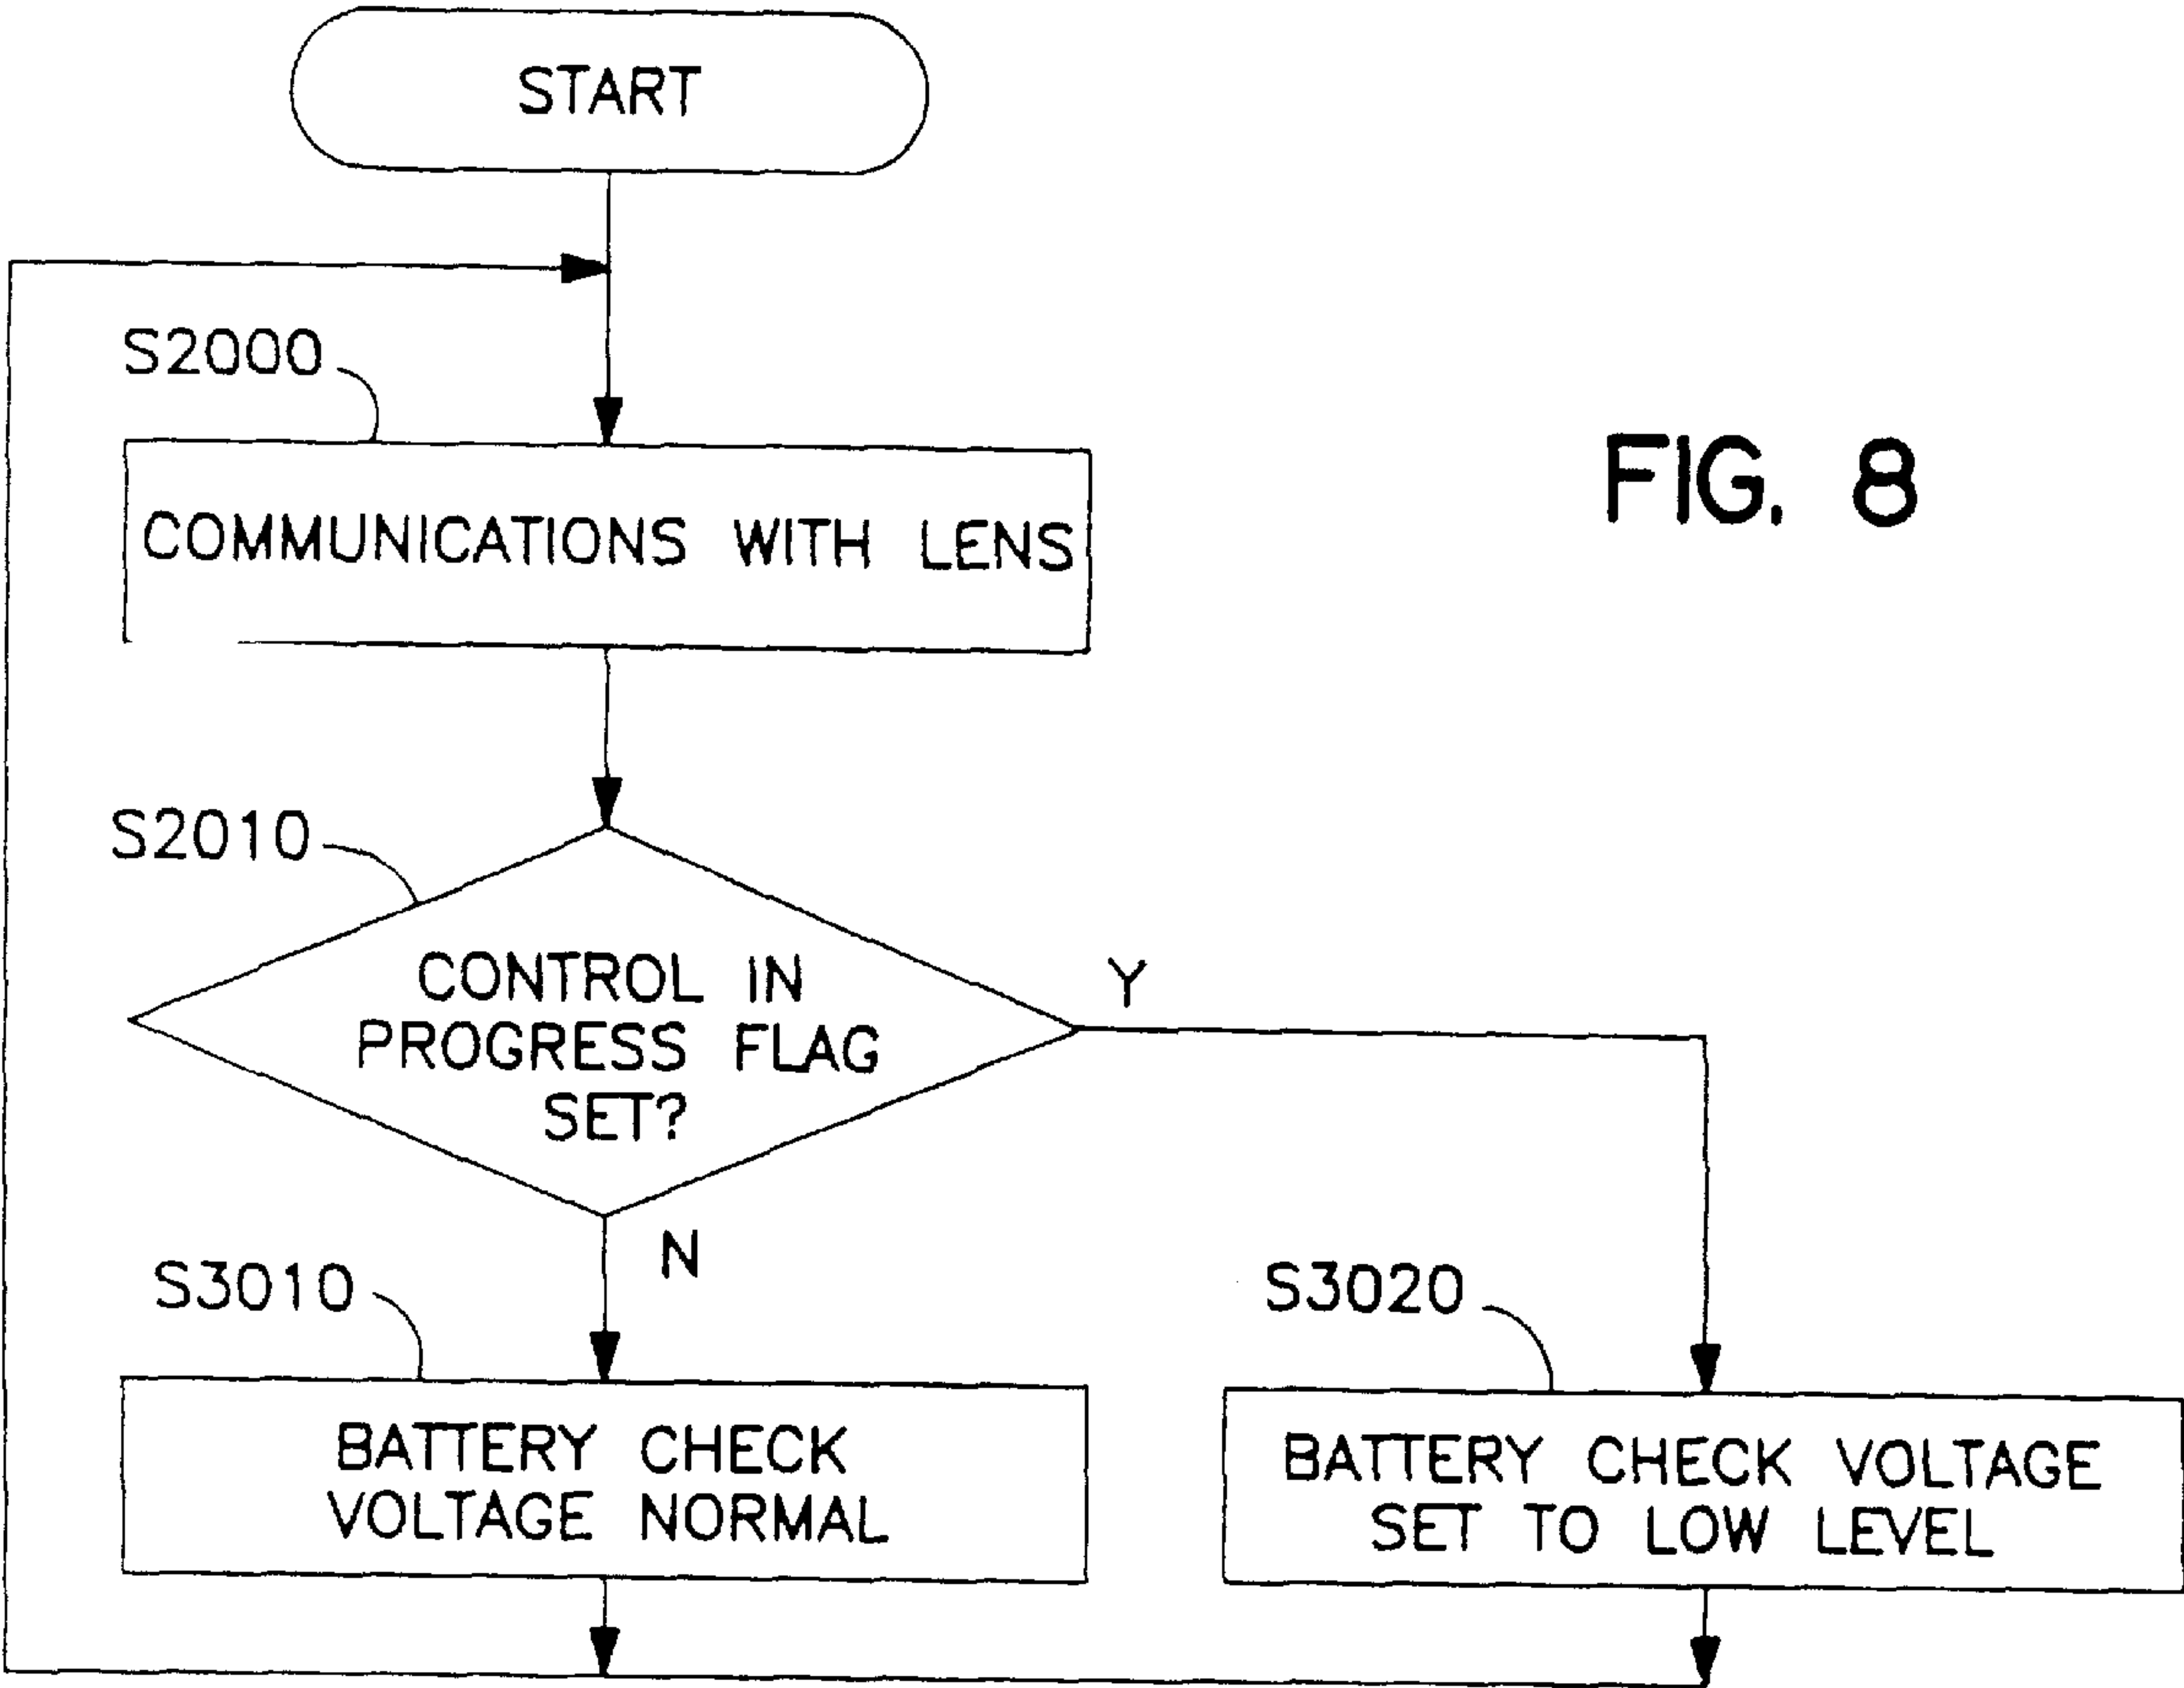 START
S2000
COMMUNICATIONS WITH LENS
FIG. 8
S2010
CONTROL IN
PROGRESS FLAG
SET?
Y
N
S3010
BATTERY CHECK
VOLTAGE NORMAL
S3020
BATTERY CHECK VOLTAGE
SET TO LOW LEVEL